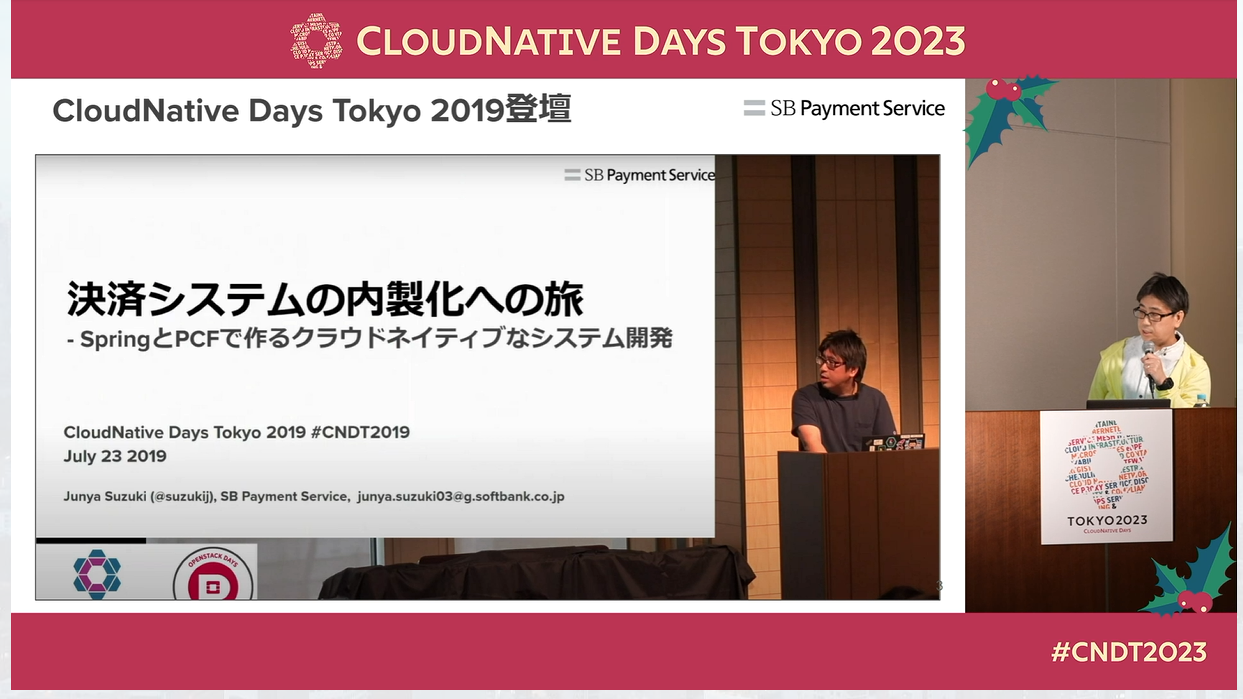 CLOUDNATIVE DAYS TOKYO 2023
CloudNative Days Tokyo 2019登壇
SB Payment Service
SB Payment Service
決済システムの内製化への旅
- SpringとPCFで作るクラウドネイティブなシステム開発
CloudNative Days Tokyo 2019 #CNDT2019
July 23 2019
Junya Suzuki (@suzukij), SB Payment Service, junya.suzuki03@g.softbank.co.jp
OPENSTACK DAYS
3
TOKYO2023
CLOUDNATIVE DAYS
#CNDT2023